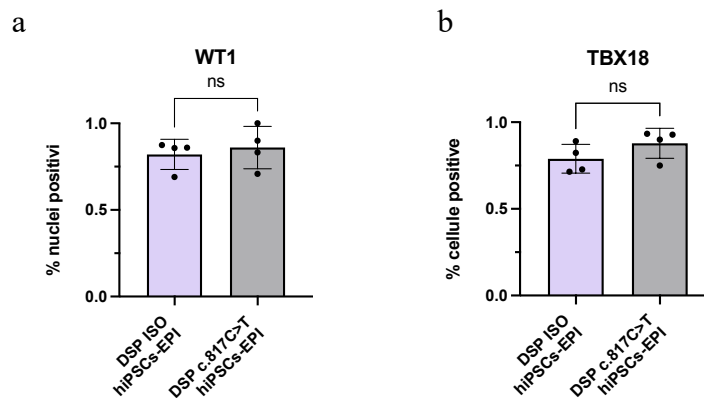 a
WT1
ns
% nuclei positivi
1.0
0.5
0.0
DSP ISO
hiPSCs-EPI
DSP c.817C>T
hiPSCs-EPI
b
TBX18
ns
% cellule positive
1.0
0.5
0.0
DSP ISO
hiPSCs-EPI
DSP c.817C>T
hiPSCs-EPI